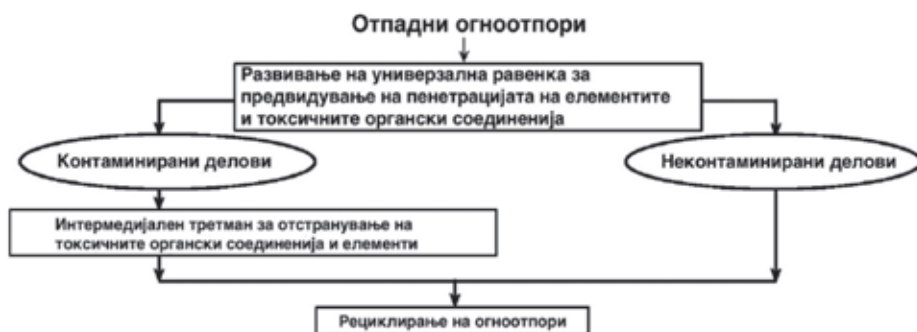 Отпадни огноотпори
Развивање на универзална равенка за
предвидување на пенетрацијата на елементите
и токсичните органски соединенија
Контаминирани делови
Неконтаминирани делови
Интермедијален третман за отстранување на
токсичните органски соединенија и елементи
Рециклирање на огноотпори